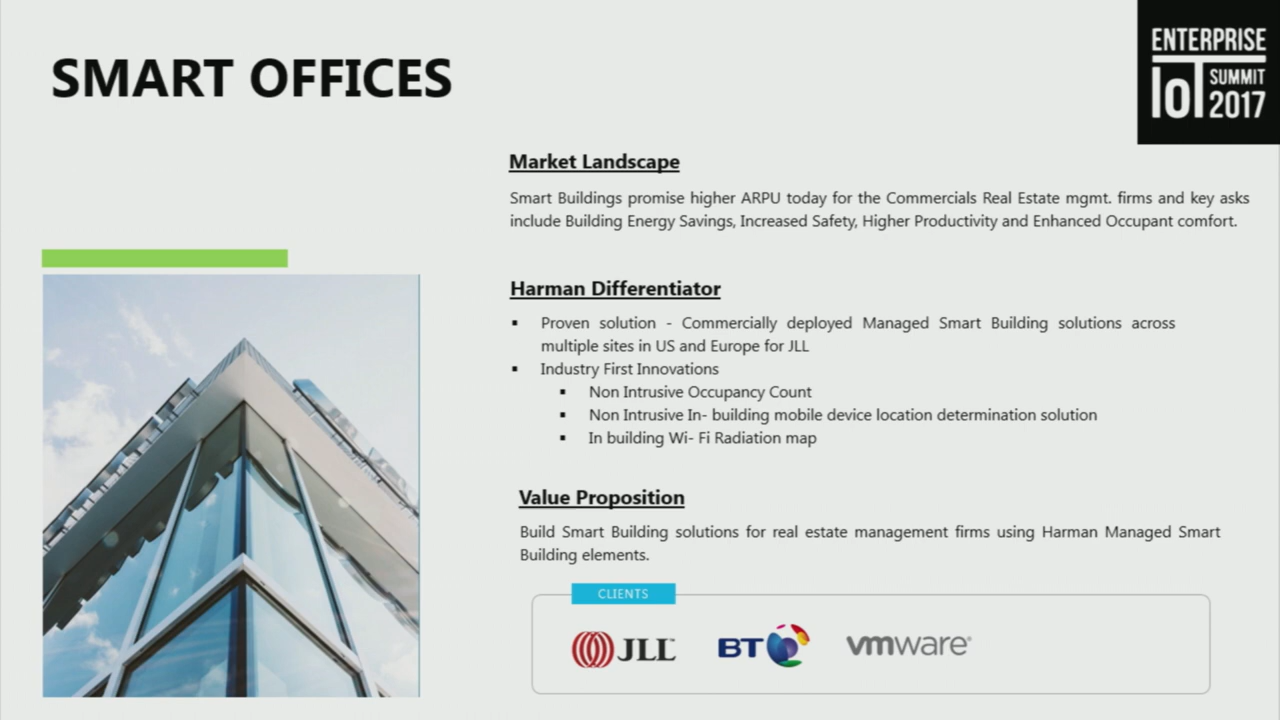 SMART OFFICES
ENTERPRISE
IoT SUMMIT
2017
Market Landscape
Smart Buildings promise higher ARPU today for the Commercials Real Estate mgmt. firms and key asks
include Building Energy Savings, Increased Safety, Higher Productivity and Enhanced Occupant comfort.
Harman Differentiator
▪ Proven solution - Commercially deployed Managed Smart Building solutions across
multiple sites in US and Europe for JLL
▪ Industry First Innovations
▪ Non Intrusive Occupancy Count
▪ Non Intrusive In- building mobile device location determination solution
▪ In building Wi- Fi Radiation map
Value Proposition
Build Smart Building solutions for real estate management firms using Harman Managed Smart
Building elements.
CLIENTS
JLL BT vmware®